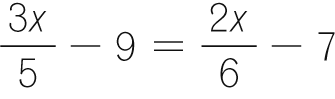 3x/5 − 9 = 2x/6 − 7